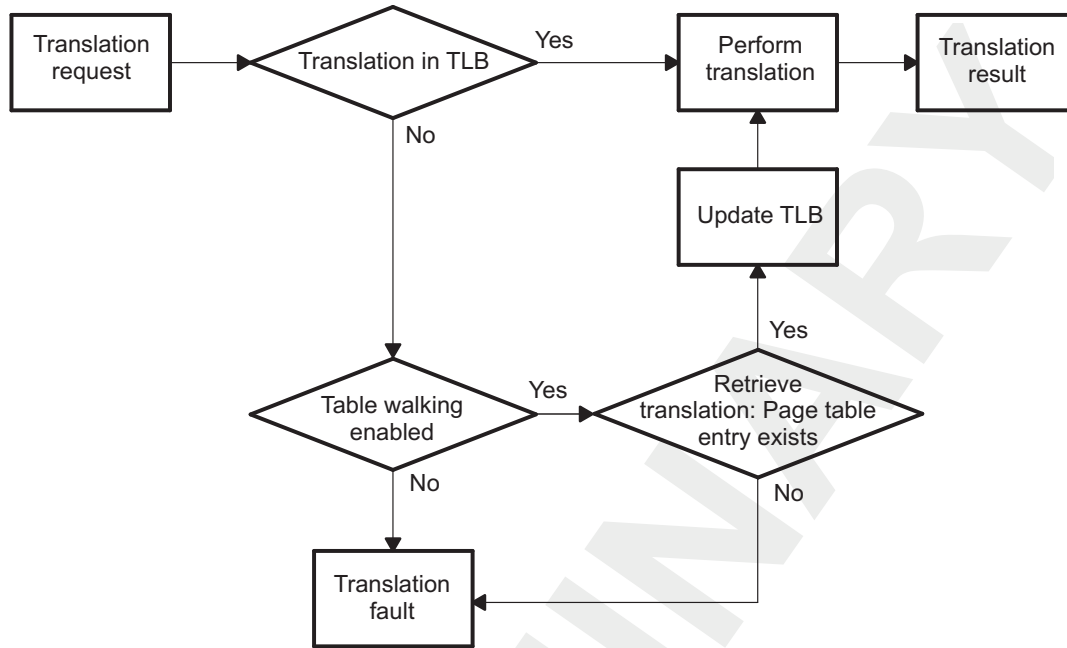 Translation
request
Translation in TLB
Yes
Perform
translation
Translation
result
No
Update TLB
Yes
Table walking
enabled
Yes
Retrieve
translation: Page table
entry exists
No
No
Translation
fault